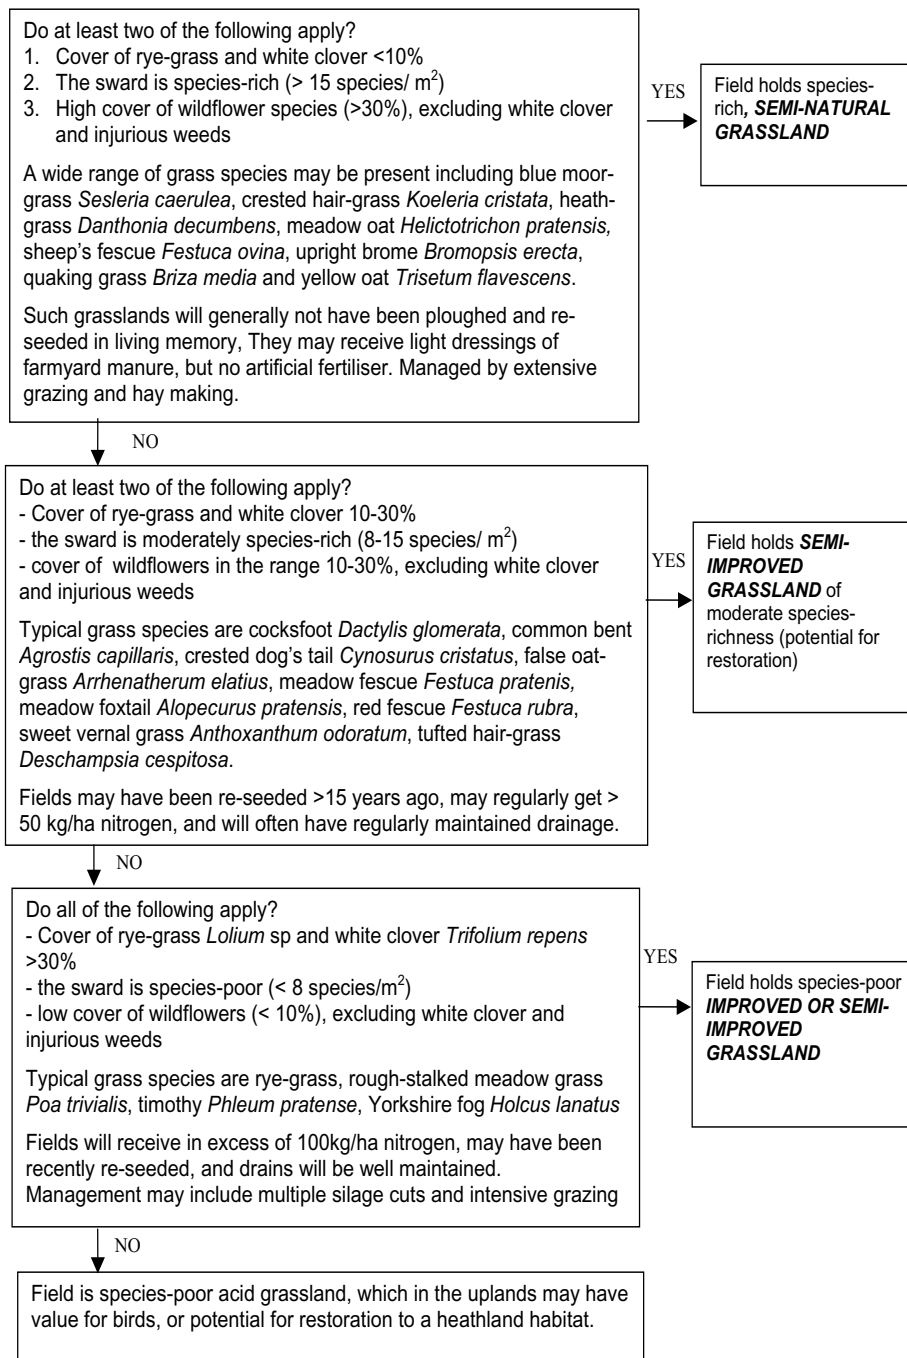 Do at least two of the following apply?
1. Cover of rye-grass and white clover <10%
2. The sward is species-rich (> 15 species/ m²)
3. High cover of wildflower species (>30%), excluding white clover
and injurious weeds
A wide range of grass species may be present including blue moor-
grass Sesleria caerulea, crested hair-grass Koeleria cristata, heath-
grass Danthonia decumbens, meadow oat Helictotrichon pratensis,
sheep's fescue Festuca ovina, upright brome Bromopsis erecta,
quaking grass Briza media and yellow oat Trisetum flavescens.
Such grasslands will generally not have been ploughed and re-
seeded in living memory, They may receive light dressings of
farmyard manure, but no artificial fertiliser. Managed by extensive
grazing and hay making.
YES
Field holds species-
rich, SEMI-NATURAL
GRASSLAND
NO
Do at least two of the following apply?
- Cover of rye-grass and white clover 10-30%
- the sward is moderately species-rich (8-15 species/ m²)
- cover of wildflowers in the range 10-30%, excluding white clover
and injurious weeds
Typical grass species are cocksfoot Dactylis glomerata, common bent
Agrostis capillaris, crested dog's tail Cynosurus cristatus, false oat-
grass Arrhenatherum elatius, meadow fescue Festuca pratenis,
meadow foxtail Alopecurus pratensis, red fescue Festuca rubra,
sweet vernal grass Anthoxanthum odoratum, tufted hair-grass
Deschampsia cespitosa.
Fields may have been re-seeded >15 years ago, may regularly get >
50 kg/ha nitrogen, and will often have regularly maintained drainage.
YES
Field holds SEMI-
IMPROVED
GRASSLAND of
moderate species-
richness (potential for
restoration)
NO
Do all of the following apply?
- Cover of rye-grass Lolium sp and white clover Trifolium repens
>30%
- the sward is species-poor (< 8 species/m²)
- low cover of wildflowers (< 10%), excluding white clover and
injurious weeds
Typical grass species are rye-grass, rough-stalked meadow grass
Poa trivialis, timothy Phleum pratense, Yorkshire fog Holcus lanatus
Fields will receive in excess of 100kg/ha nitrogen, may have been
recently re-seeded, and drains will be well maintained.
Management may include multiple silage cuts and intensive grazing
YES
Field holds species-poor
IMPROVED OR SEMI-
IMPROVED
GRASSLAND
NO
Field is species-poor acid grassland, which in the uplands may have
value for birds, or potential for restoration to a heathland habitat.